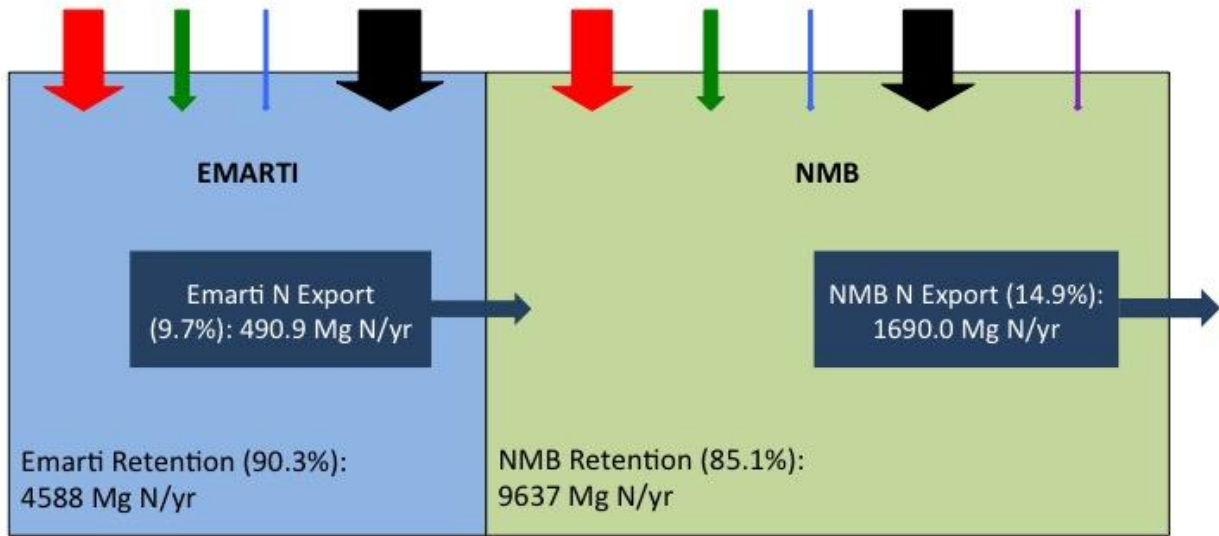 EMARTI
NMB
Emarti N Export
(9.7%): 490.9 Mg N/yr
NMB N Export (14.9%):
1690.0 Mg N/yr
Emarti Retention (90.3%):
4588 Mg N/yr
NMB Retention (85.1%):
9637 Mg N/yr